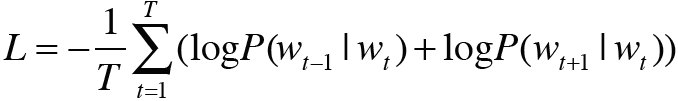 L = -\frac{1}{T}\sum_{t=1}^{T}(\log P(w_{t-1} | w_t) + \log P(w_{t+1} | w_t))